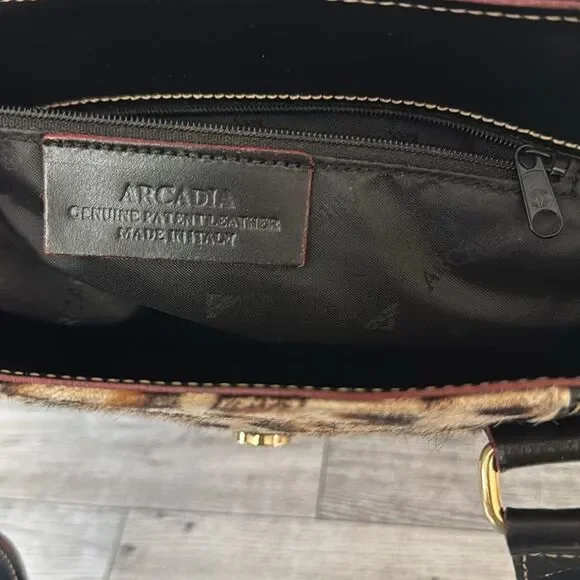 ARCADIA
GENUINE PATENT LEATHER
MADE IN ITALY